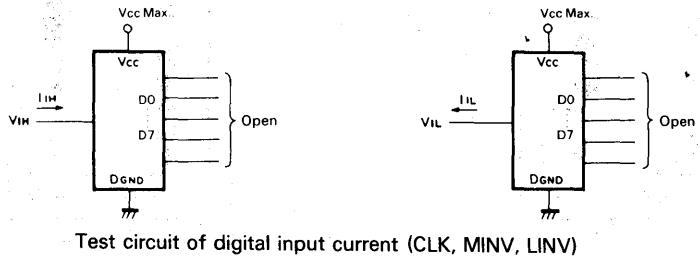 Vcc Max.
Vcc
IIH
VIH
D0
D7
Open
DGND
Vcc Max.
Vcc
IIL
VIL
D0
D7
Open
DGND
Test circuit of digital input current (CLK, MINV, LINV)